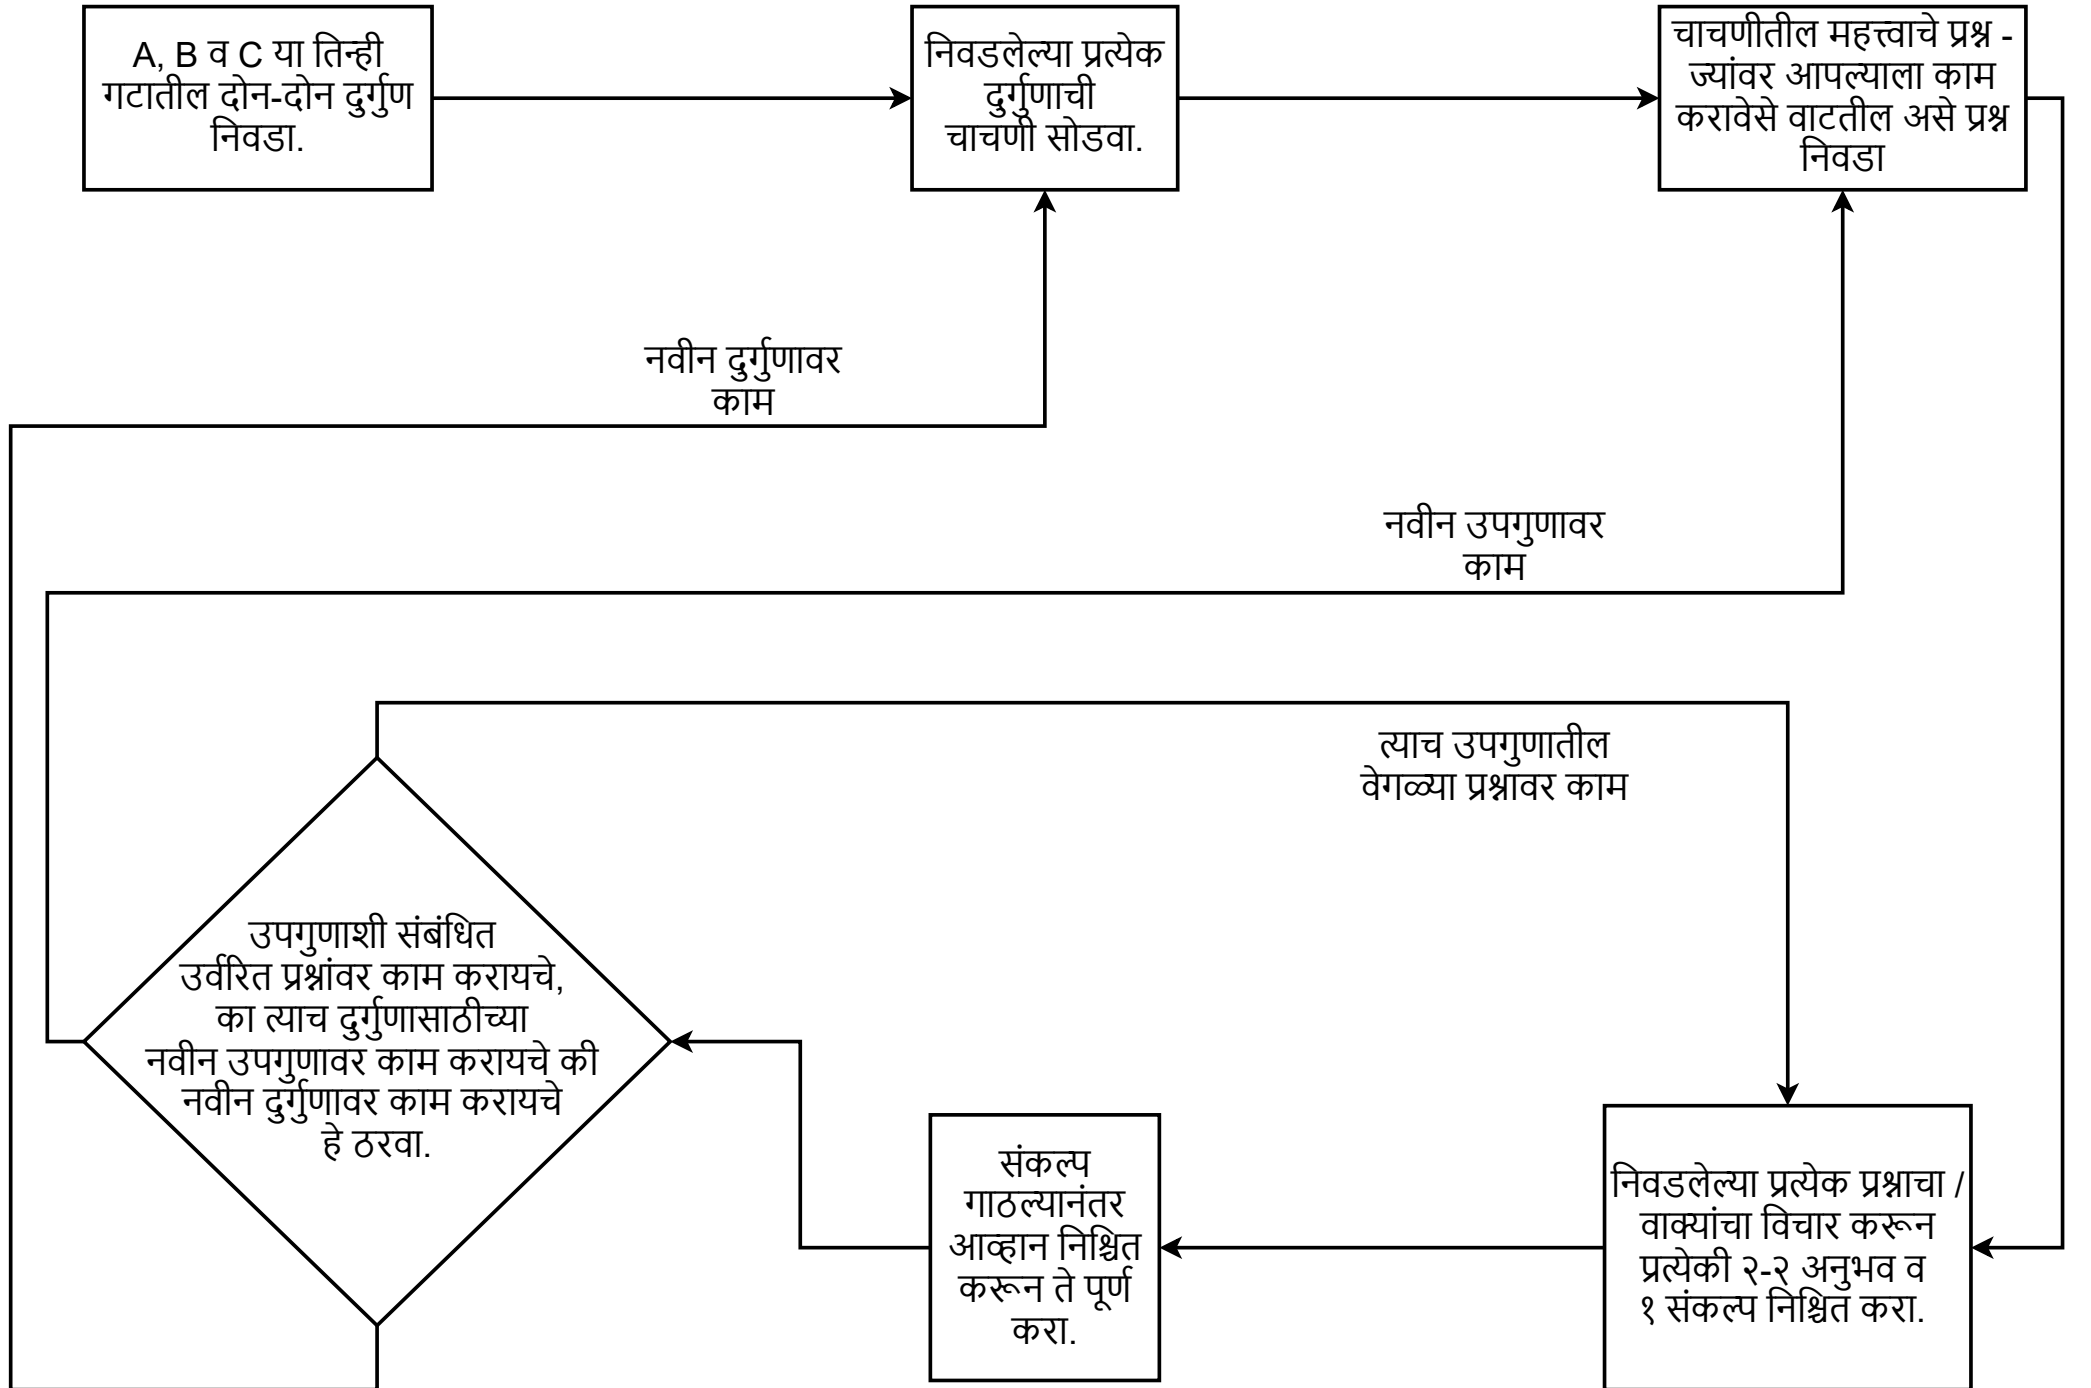 A, B व C या तिन्ही
गटातील दोन-दोन दुर्गुण
निवडा.
निवडलेल्या प्रत्येक
दुर्गुणाची
चाचणी सोडवा.
चाचणीतील महत्त्वाचे प्रश्न -
ज्यांवर आपल्याला काम
करावेसे वाटतील असे प्रश्न
निवडा
नवीन दुर्गुणावर
काम
नवीन उपगुणावर
काम
त्याच उपगुणातील
वेगळ्या प्रश्नावर काम
उपगुणाशी संबंधित
उर्वरित प्रश्नांवर काम करायचे,
का त्याच दुर्गुणासाठीच्या
नवीन उपगुणावर काम करायचे की
नवीन दुर्गुणावर काम करायचे
हे ठरवा.
संकल्प
गाठल्यानंतर
आव्हान निश्चित
करून ते पूर्ण
करा.
निवडलेल्या प्रत्येक प्रश्नाचा /
वाक्यांचा विचार करून
प्रत्येकी २-२ अनुभव व
१ संकल्प निश्चित करा.